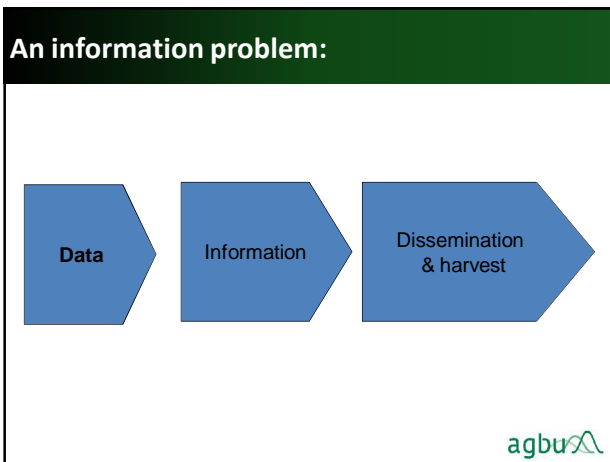 An information problem:
Data
Information
Dissemination
& harvest
agbu